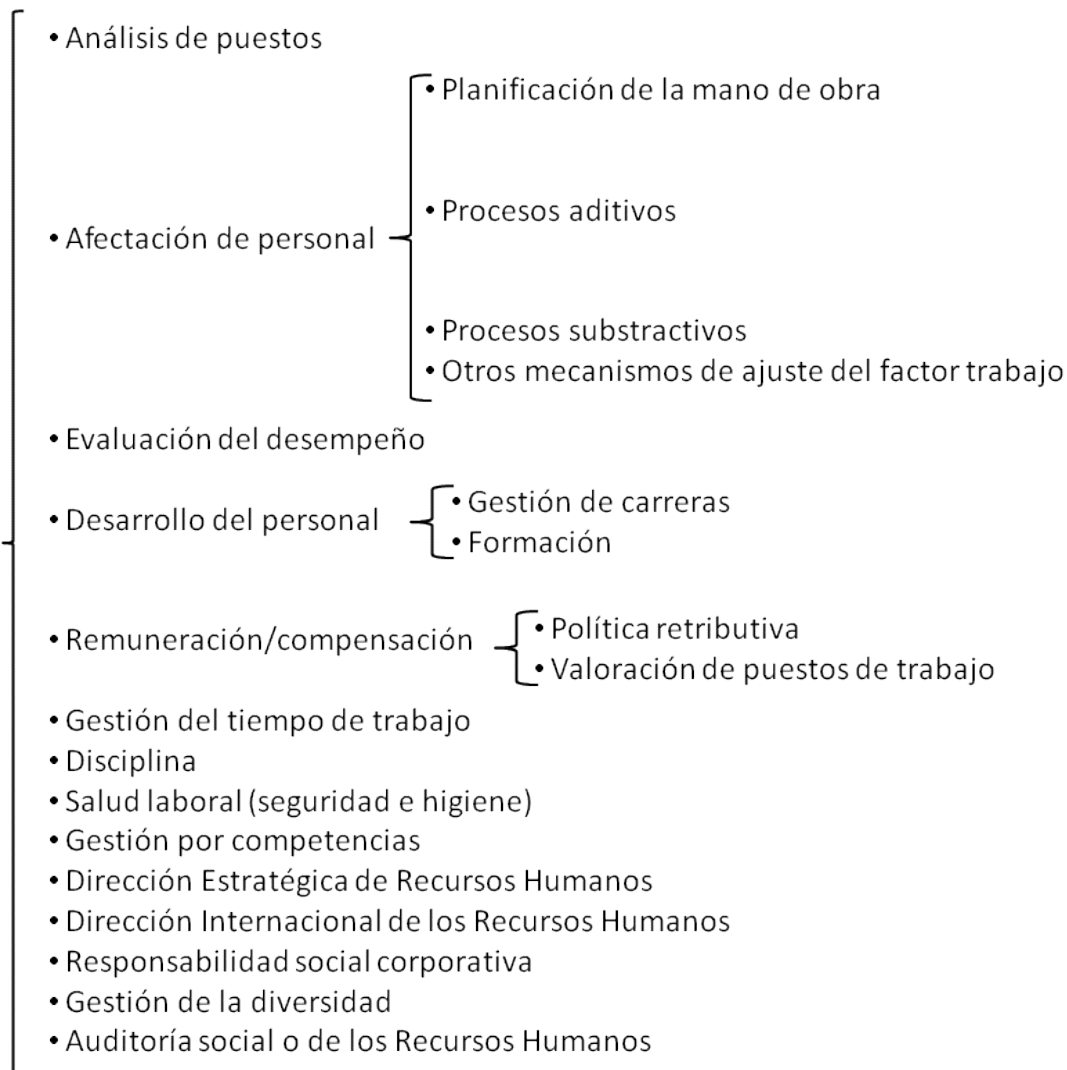 • Análisis de puestos
• Planificación de la mano de obra
• Procesos aditivos
• Afectación de personal
• Procesos substractivos
• Otros mecanismos de ajuste del factor trabajo
• Evaluación del desempeño
• Gestión de carreras
• Desarrollo del personal
• Formación
• Política retributiva
• Remuneración/compensación
• Valoración de puestos de trabajo
• Gestión del tiempo de trabajo
• Disciplina
• Salud laboral (seguridad e higiene)
• Gestión por competencias
• Dirección Estratégica de Recursos Humanos
• Dirección Internacional de los Recursos Humanos
• Responsabilidad social corporativa
• Gestión de la diversidad
• Auditoría social o de los Recursos Humanos